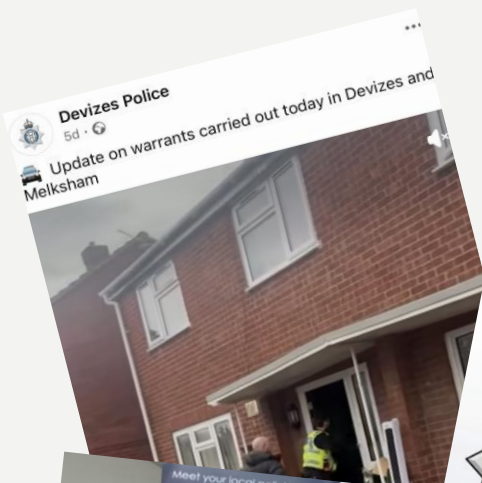 Devizes Police
5d ·
Update on warrants carried out today in Devizes and
Melksham
Meet your local